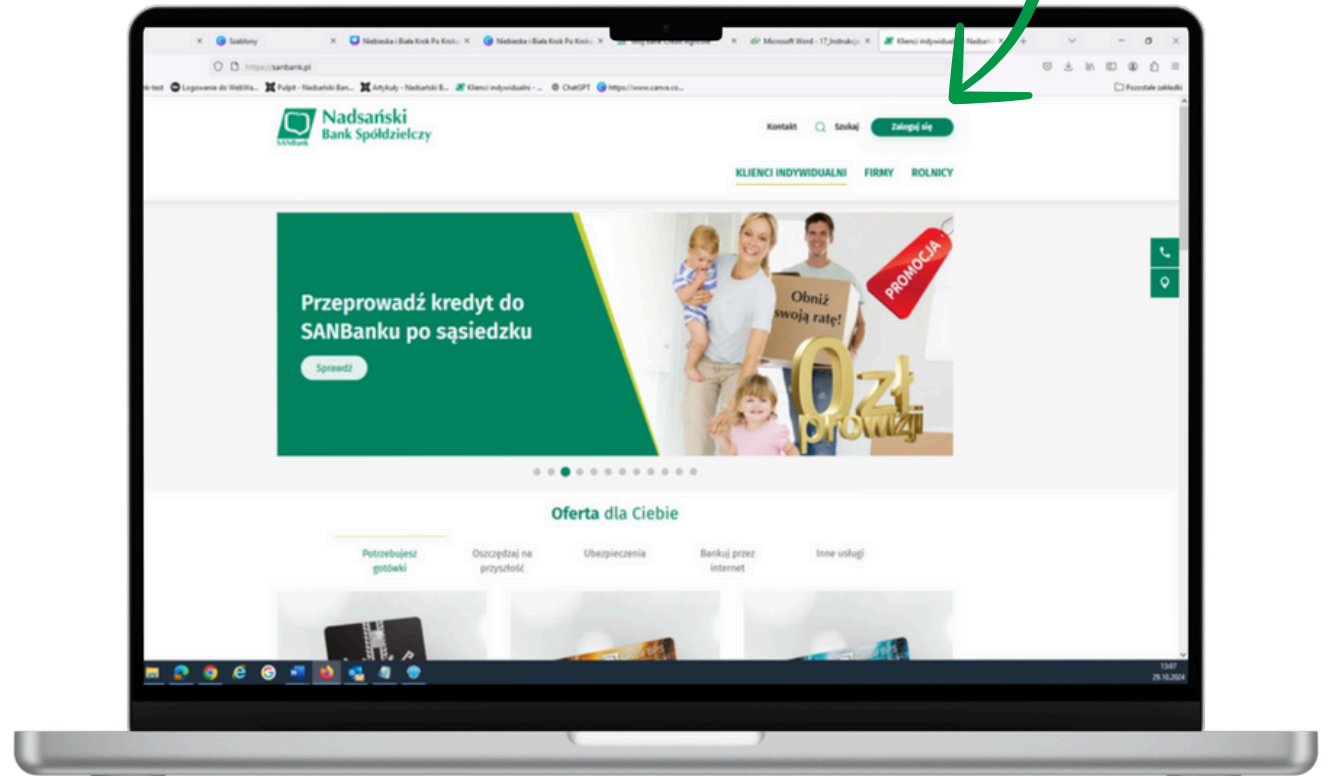 Szablony
Niebieska i Biała Krok Po Kroku
Niebieska i Biała Krok Po Kroku
Microsoft Word - 17_Instrukcja
Klienci indywidualni - Nadsański
https://sanbank.pl
Logowanie do WebWa...
Pulpit - Nadsański Ban...
Artykuły - Nadsański B...
Klienci indywidualni - ...
ChatGPT
https://www.canva.co...
Pozostałe zakładki
SANBank
Nadsański
Bank Spółdzielczy
Kontakt
Szukaj
Zaloguj się
KLIENCI INDYWIDUALNI
FIRMY
ROLNICY
Przeprowadź kredyt do
SANBanku po sąsiedzku
Sprawdź
Obniż
swoją ratę!
PROMOCJA
0 zł
prowizji
Oferta dla Ciebie
Potrzebujesz
gotówki
Oszczędzaj na
przyszłość
Ubezpieczenia
Bankuj przez
internet
Inne usługi
13:07
29.10.2024